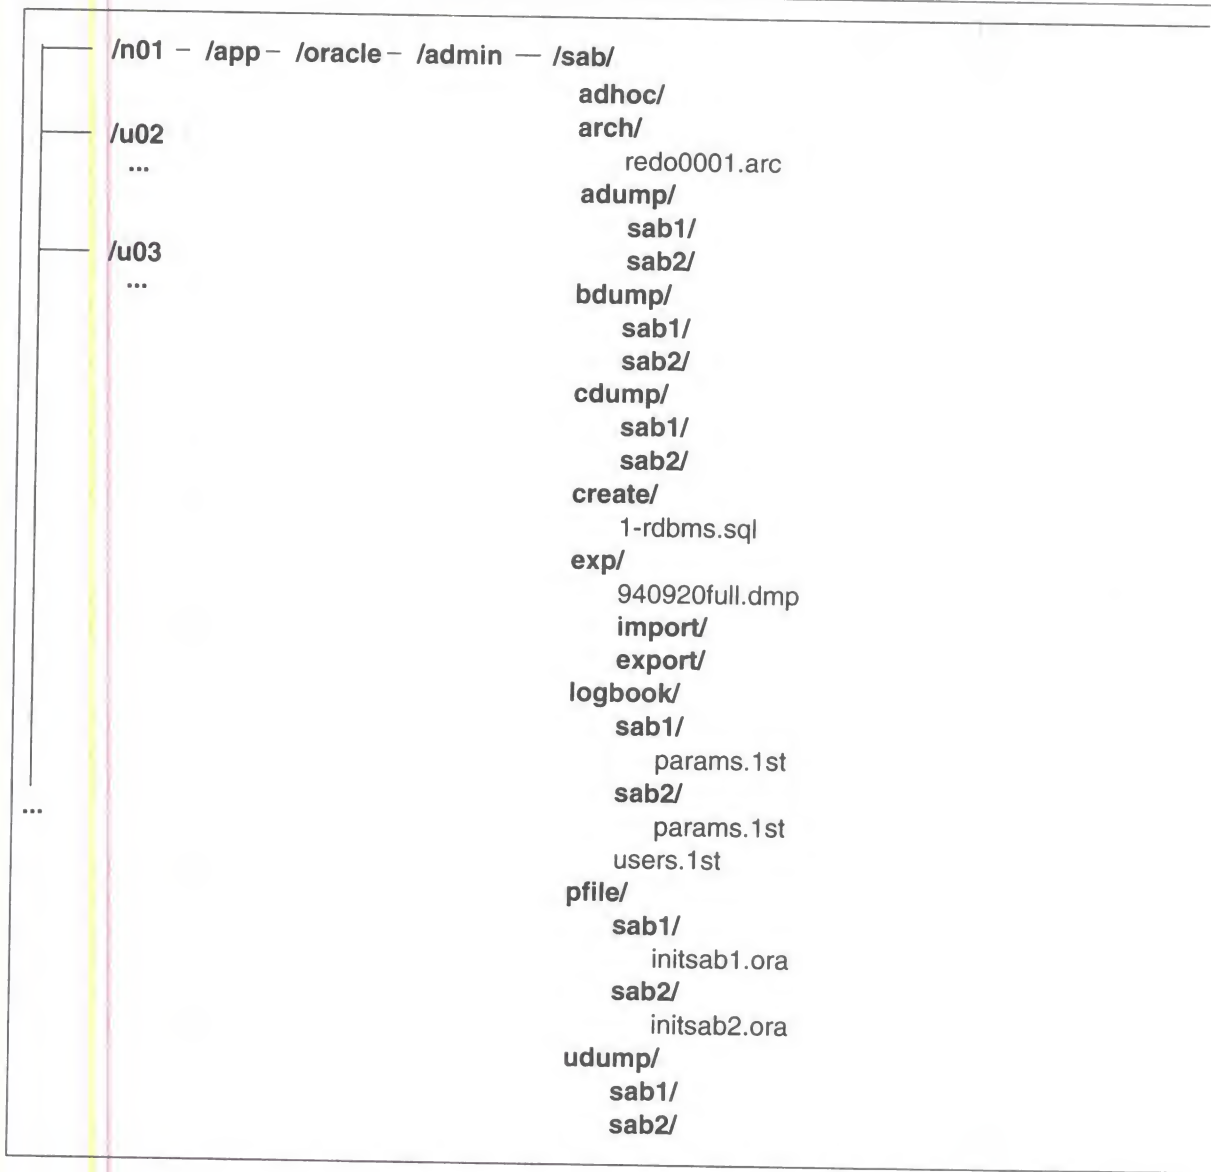 /n01 – /app – /oracle – /admin — /sab/
adhoc/
/u02
arch/
...
redo0001.arc
adump/
sab1/
/u03
sab2/
...
bdump/
sab1/
sab2/
cdump/
sab1/
sab2/
create/
1-rdbms.sql
exp/
940920full.dmp
import/
export/
logbook/
sab1/
params.1st
sab2/
...
params.1st
users.1st
pfile/
sab1/
initsab1.ora
sab2/
initsab2.ora
udump/
sab1/
sab2/